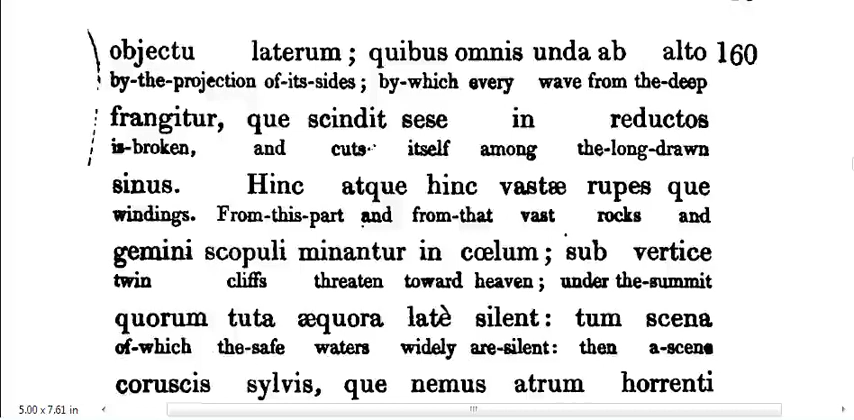 objectu laterum ; quibus omnis unda ab alto 160
by-the-projection of-its-sides ; by-which every wave from the-deep
frangitur, que scindit sese in reductos
is-broken, and cuts itself among the-long-drawn
sinus. Hinc atque hinc vastæ rupes que
windings. From-this-part and from-that vast rocks and
gemini scopuli minantur in cœlum ; sub vertice
twin cliffs threaten toward heaven ; under the-summit
quorum tuta æquora latè silent : tum scena
of-which the-safe waters widely are-silent : then a-scene
coruscis sylvis, que nemus atrum horrenti
5.00 x 7.61 in